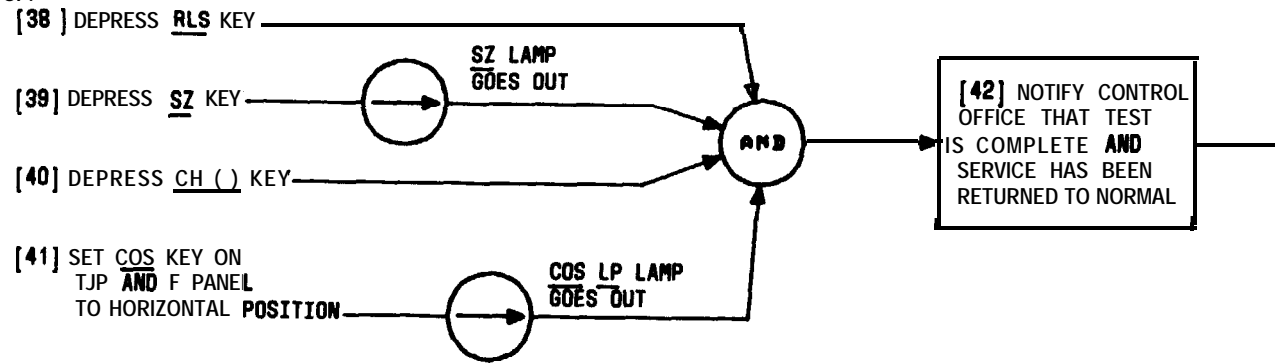 [38 ] DEPRESS RLS KEY
SZ LAMP
GOES OUT
[39] DEPRESS SZ KEY
AND
[40] DEPRESS CH ( ) KEY
[41] SET COS KEY ON
TJP AND F PANEL
TO HORIZONTAL POSITION
COS LP LAMP
GOES OUT
[42] NOTIFY CONTROL
OFFICE THAT TEST
IS COMPLETE AND
SERVICE HAS BEEN
RETURNED TO NORMAL